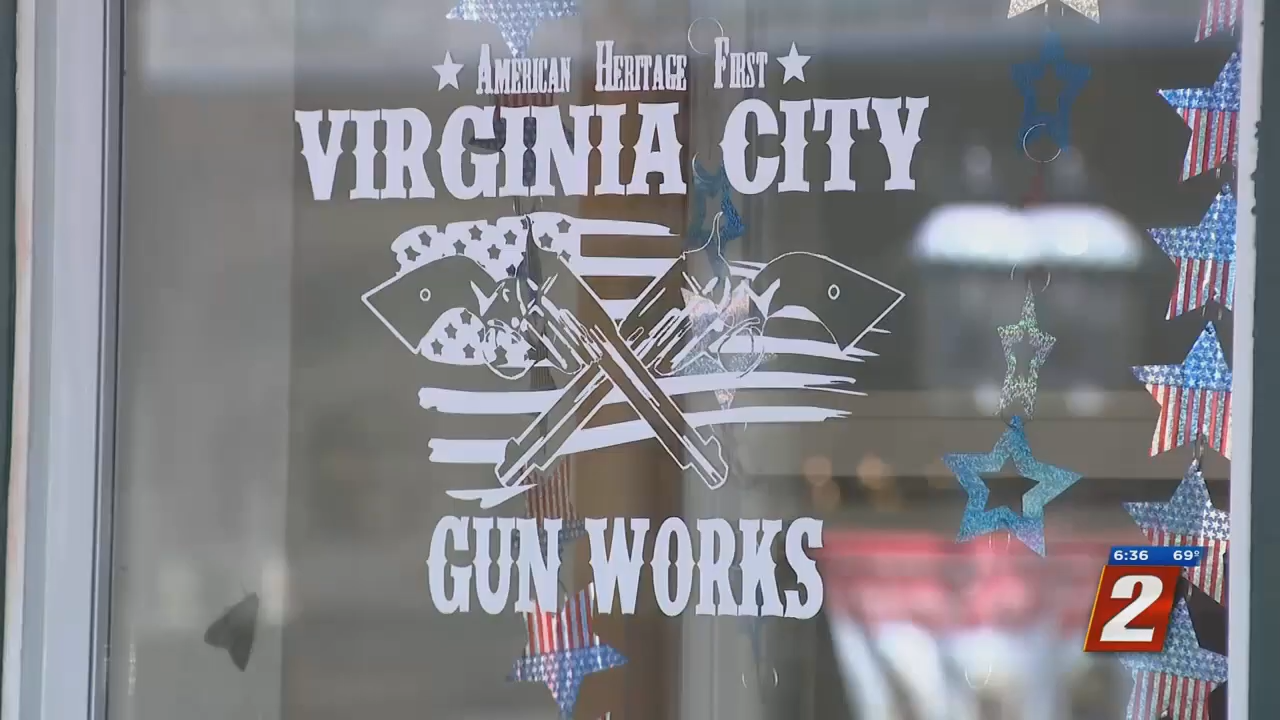 ★ American Heritage First ★
VIRGINIA CITY
GUN WORKS
6:36 69°
2